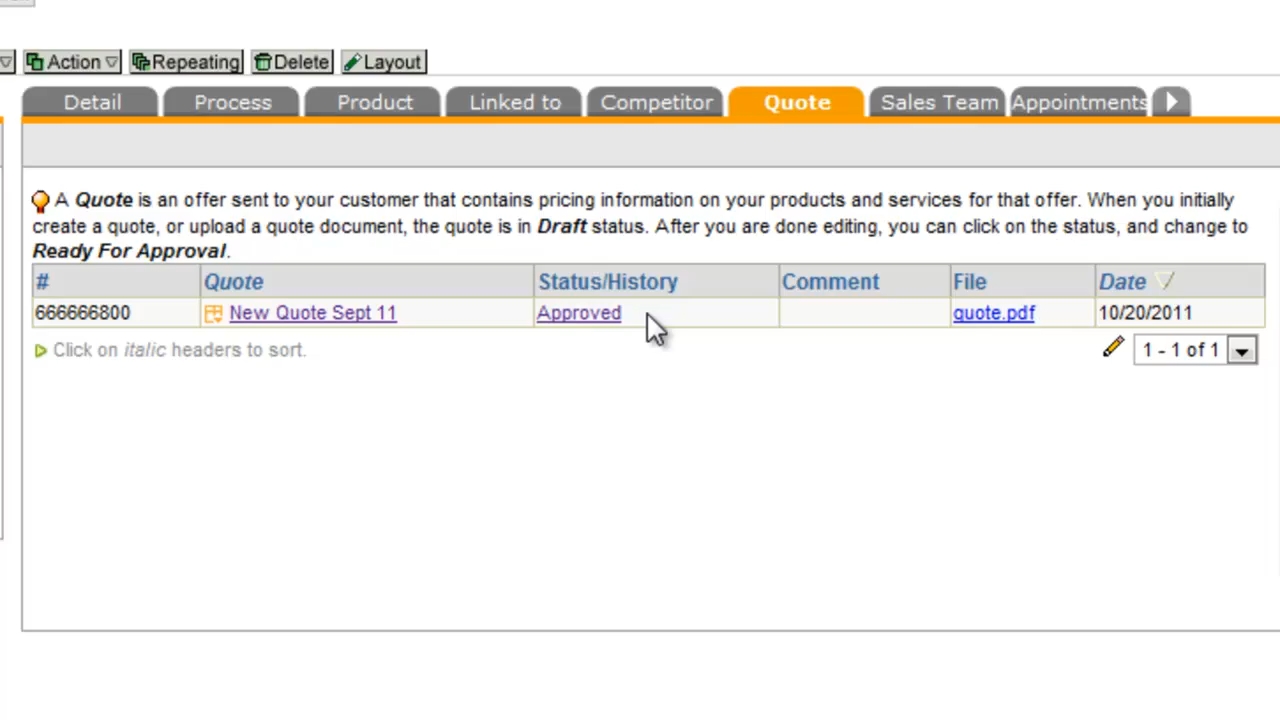 Action Repeating Delete Layout
Detail Process Product Linked to Competitor Quote Sales Team Appointments
A Quote is an offer sent to your customer that contains pricing information on your products and services for that offer. When you initially
create a quote, or upload a quote document, the quote is in Draft status. After you are done editing, you can click on the status, and change to
Ready For Approval.
# Quote Status/History Comment File Date
666666800 New Quote Sept 11 Approved quote.pdf 10/20/2011
Click on italic headers to sort. 1 - 1 of 1